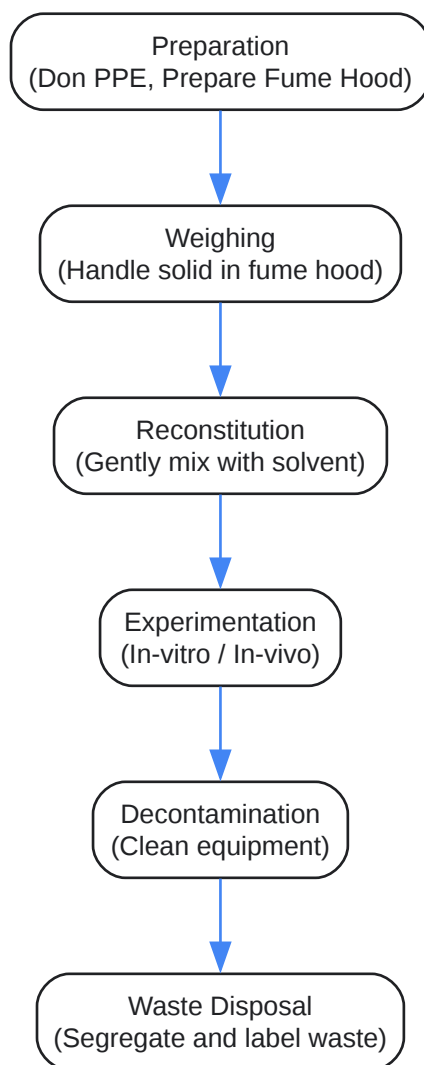 Preparation
(Don PPE, Prepare Fume Hood)
Weighing
(Handle solid in fume hood)
Reconstitution
(Gently mix with solvent)
Experimentation
(In-vitro / In-vivo)
Decontamination
(Clean equipment)
Waste Disposal
(Segregate and label waste)